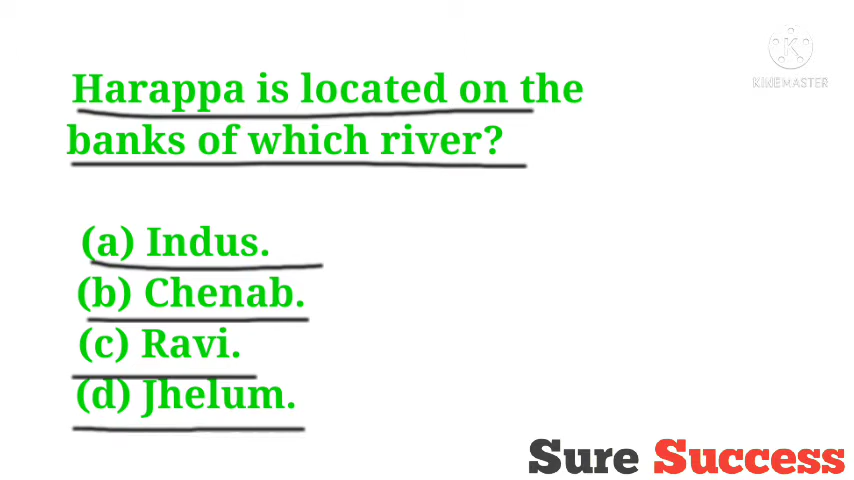 KINEMASTER
Harappa is located on the
banks of which river?
(a) Indus.
(b) Chenab.
(c) Ravi.
(d) Jhelum.
Sure Success